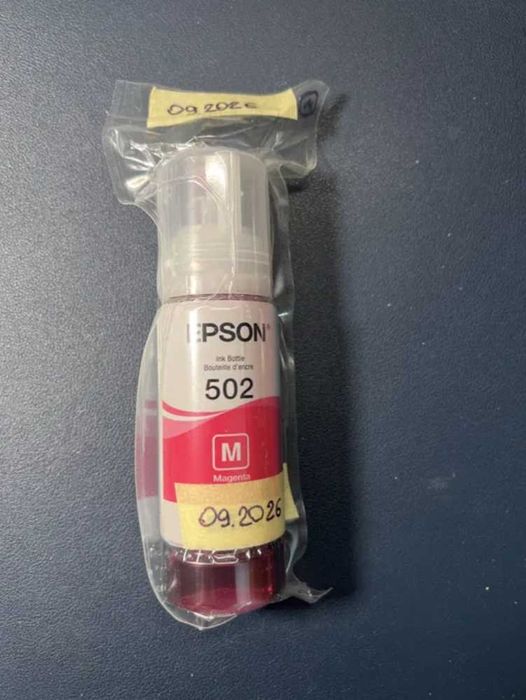 09.2026
EPSON®
Ink Bottle
Bouteille d'encre
502
M
Magenta
09.2026